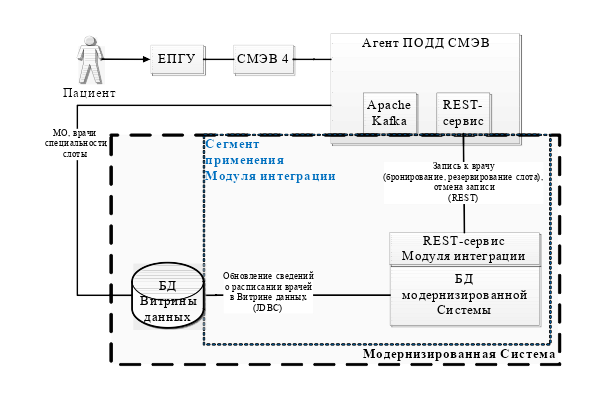 Агент ПОДД СМЭВ
ЕПГУ
СМЭВ 4
Пациент
Apache
Kafka
REST-
сервис
МО, врачи
специальности
слоты
Сегмент
применения
Модуля интеграции
Запись к врачу
(бронирование, резервирование слота),
отмена записи
(REST)
REST-сервис
Модуля интеграции
БД
Витрины
данных
Обновление сведений
о расписании врачей
в Витрине данных
(JDBC)
БД
модернизированной
Системы
Модернизированная Система